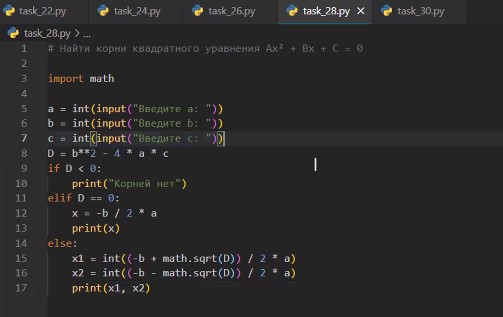 task_22.py task_24.py task_26.py task_28.py task_30.py
task_28.py > ...
1 # Найти корни квадратного уравнения Ax² + Bx + C = 0
2
3 import math
4
5 a = int(input("Введите a: "))
6 b = int(input("Введите b: "))
7 c = int(input("Введите c: "))
8 D = b**2 - 4 * a * c
9 if D < 0:
10 print("Корней нет")
11 elif D == 0:
12 x = -b / 2 * a
13 print(x)
14 else:
15 x1 = int((-b + math.sqrt(D)) / 2 * a)
16 x2 = int((-b - math.sqrt(D)) / 2 * a)
17 print(x1, x2)